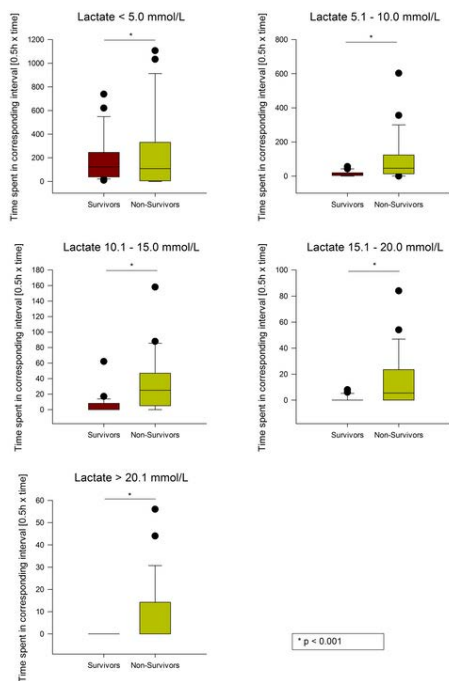 Lactate < 5.0 mmol/L
Time spent in corresponding interval [0.5h x time]
1200
1000
800
600
400
200
0
*
Survivors
Non-Survivors
Lactate 5.1 - 10.0 mmol/L
Time spent in corresponding interval [0.5h x time]
800
600
400
200
0
*
Survivors
Non-Survivors
Lactate 10.1 - 15.0 mmol/L
Time spent in corresponding interval [0.5h x time]
180
160
140
120
100
80
60
40
20
0
*
Survivors
Non-Survivors
Lactate 15.1 - 20.0 mmol/L
Time spent in corresponding interval [0.5h x time]
100
80
60
40
20
0
*
Survivors
Non-Survivors
Lactate > 20.1 mmol/L
Time spent in corresponding interval [0.5h x time]
60
50
40
30
20
10
0
*
Survivors
Non-Survivors
* p < 0.001